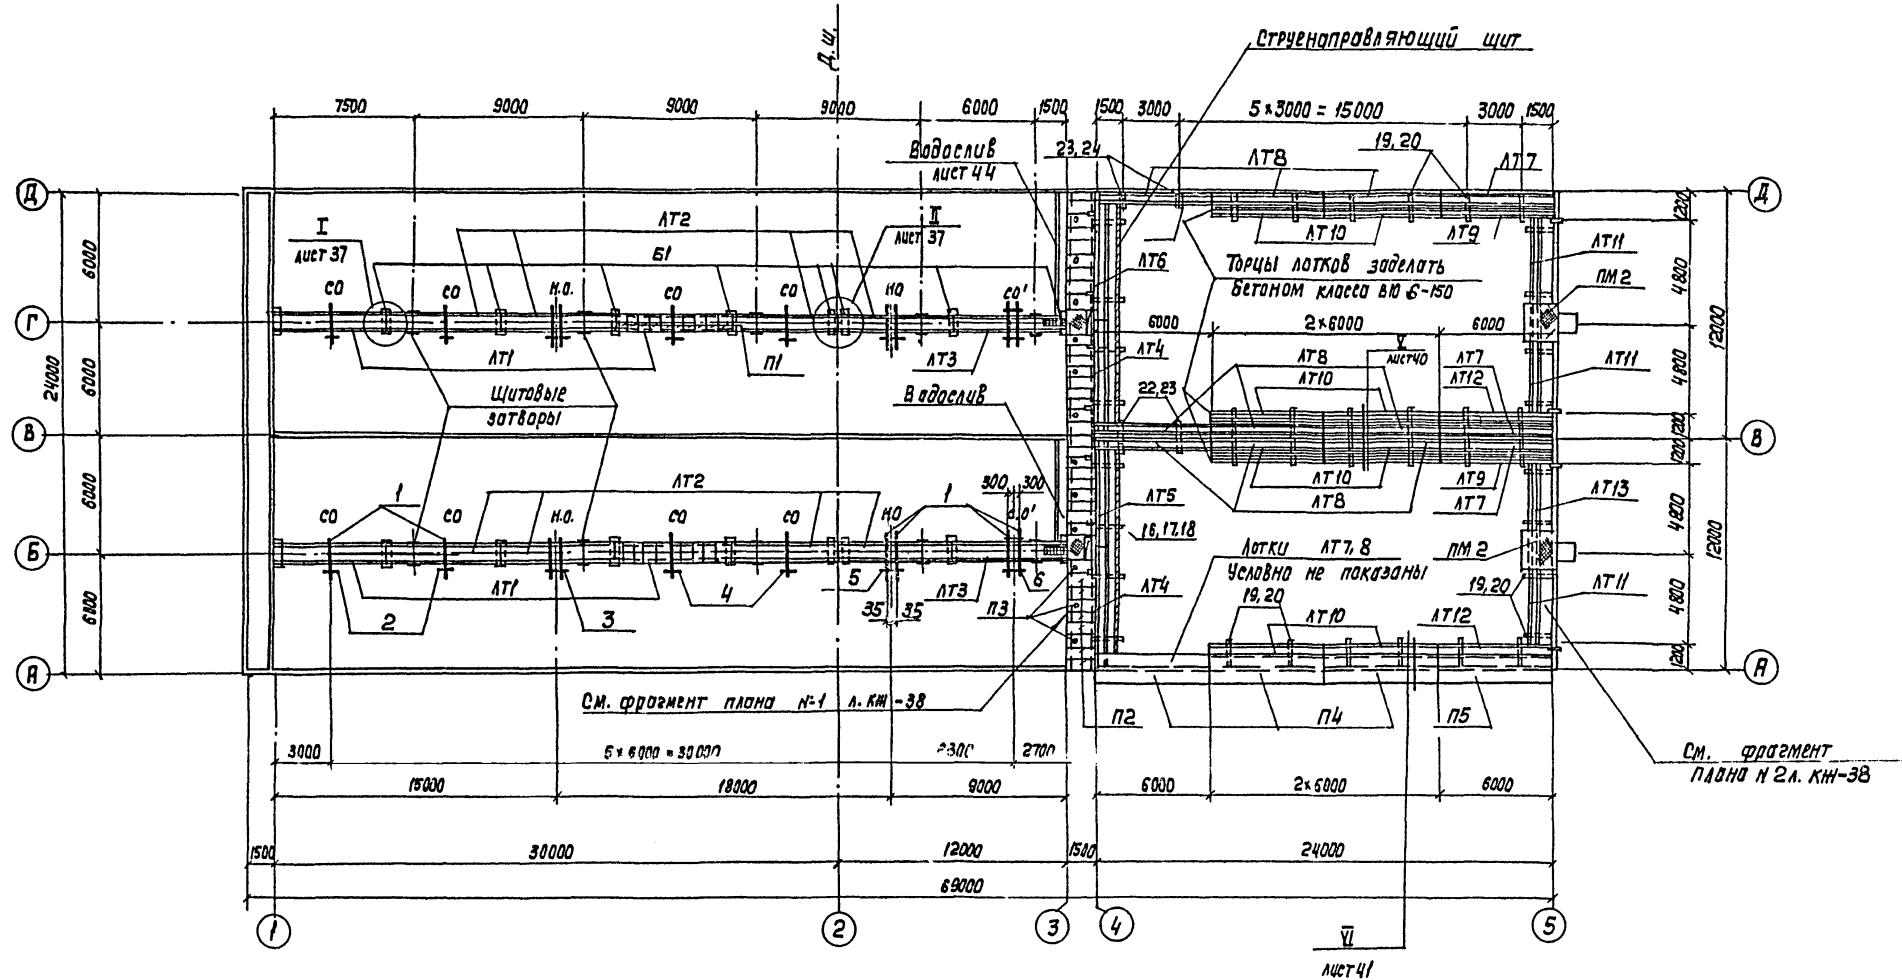 Д.ш.
Струенаправляющий щит
7500
9000
9000
9000
6000
1500
1500
3000
5×3000 = 15000
3000
1500
Водослив
лист 44
23,24
ЛТ8
19,20
ЛТ7
Д
Д
I
лист 37
ЛТ2
II
лист 37
Б1
ЛТ6
ЛТ10
ЛТ9
1200
ЛТ11
6000
Торцы лотков заделать
бетоном класса В10 б-150
ПМ2
4800
со
со
н.о.
со
со
но
со'
Г
Г
6000
2×6000
6000
V
лист 40
12000
24000
6000
ЛТ1
П1
ЛТ3
ЛТ4
ЛТ8
ЛТ7
ЛТ11
ЛТ10
ЛТ12
4800
Щитовые
затворы
Водослив
22,23
В
В
1200
1200
6000
1
ЛТ2
300
300
1
ЛТ10
ЛТ9
ЛТ8
ЛТ7
ЛТ5
ЛТ13
со
со
н.о.
со
со
но
с.о'
16,17,18
4800
Лотки ЛТ7,8
Условно не показаны
ПМ2
Б
12000
5
6
ЛТ1
4
ЛТ3
ЛТ4
19,20
19,20
ЛТ11
2
3
35
35
П3
ЛТ10
ЛТ12
4800
1200
А
А
См. фрагмент плана №1 л. КЖ-38
П2
П4
П5
3000
5×6000=30000
2300
2700
См. фрагмент
плана №2 л. КЖ-38
15000
18000
9000
6000
2×6000
6000
1500
30000
12000
1500
24000
69000
1
2
3
4
5
VI
лист 41